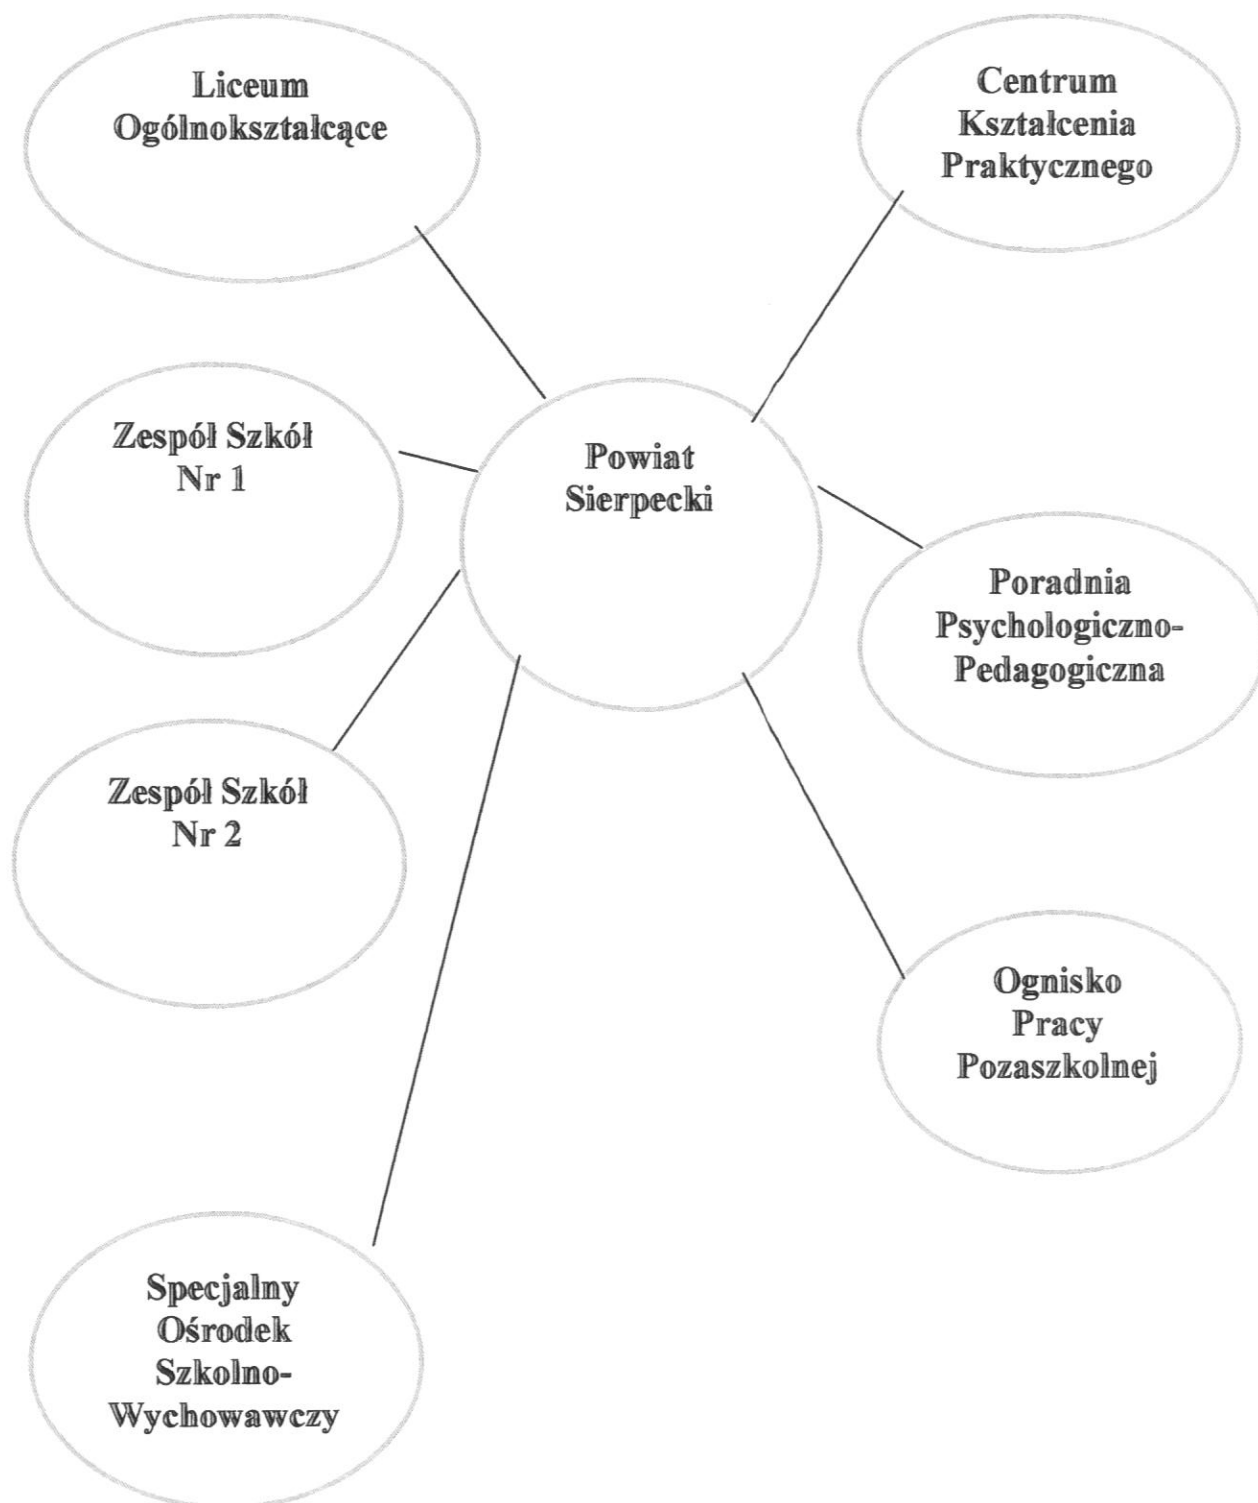 Liceum
Ogólnokształcące
Centrum
Kształcenia
Praktycznego
Zespół Szkół
Nr 1
Powiat
Sierpecki
Poradnia
Psychologiczno-
Pedagogiczna
Zespół Szkół
Nr 2
Ognisko
Pracy
Pozaszkolnej
Specjalny
Ośrodek
Szkolno-
Wychowawczy